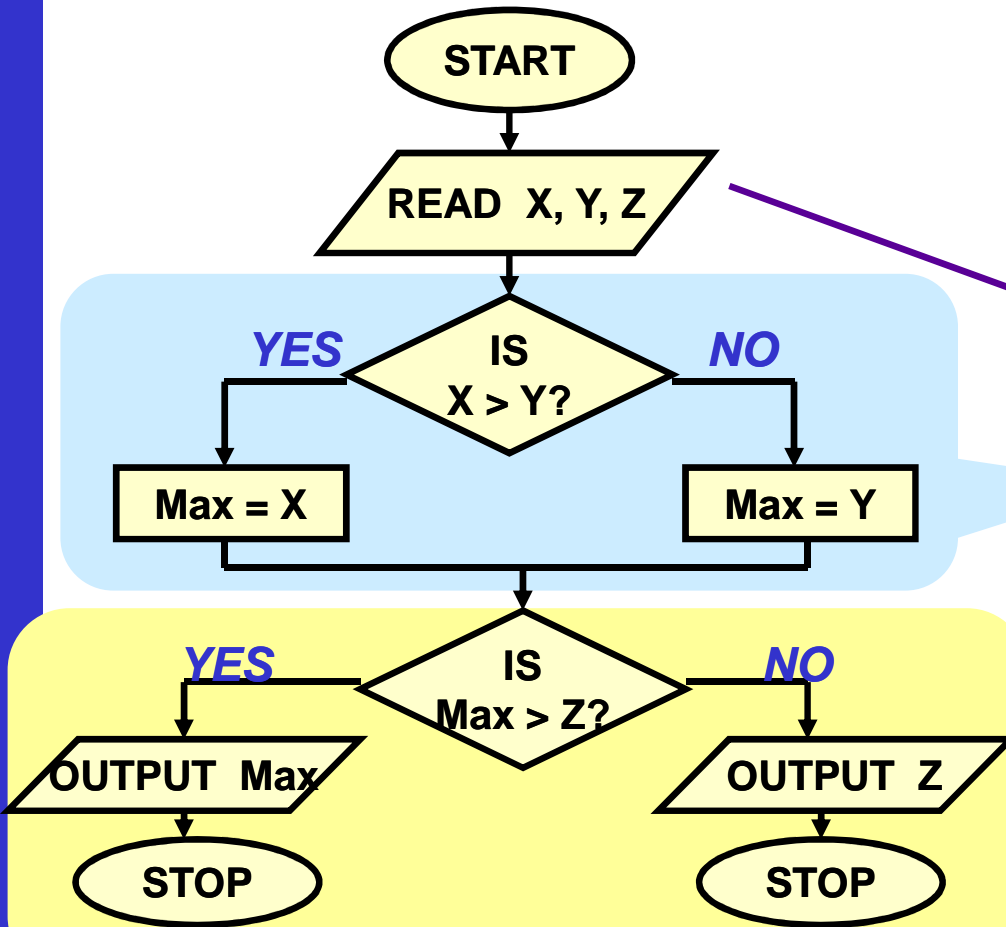 START
READ X, Y, Z
YES
IS
X > Y?
NO
Max = X
Max = Y
YES
IS
Max > Z?
NO
OUTPUT Max
OUTPUT Z
STOP
STOP